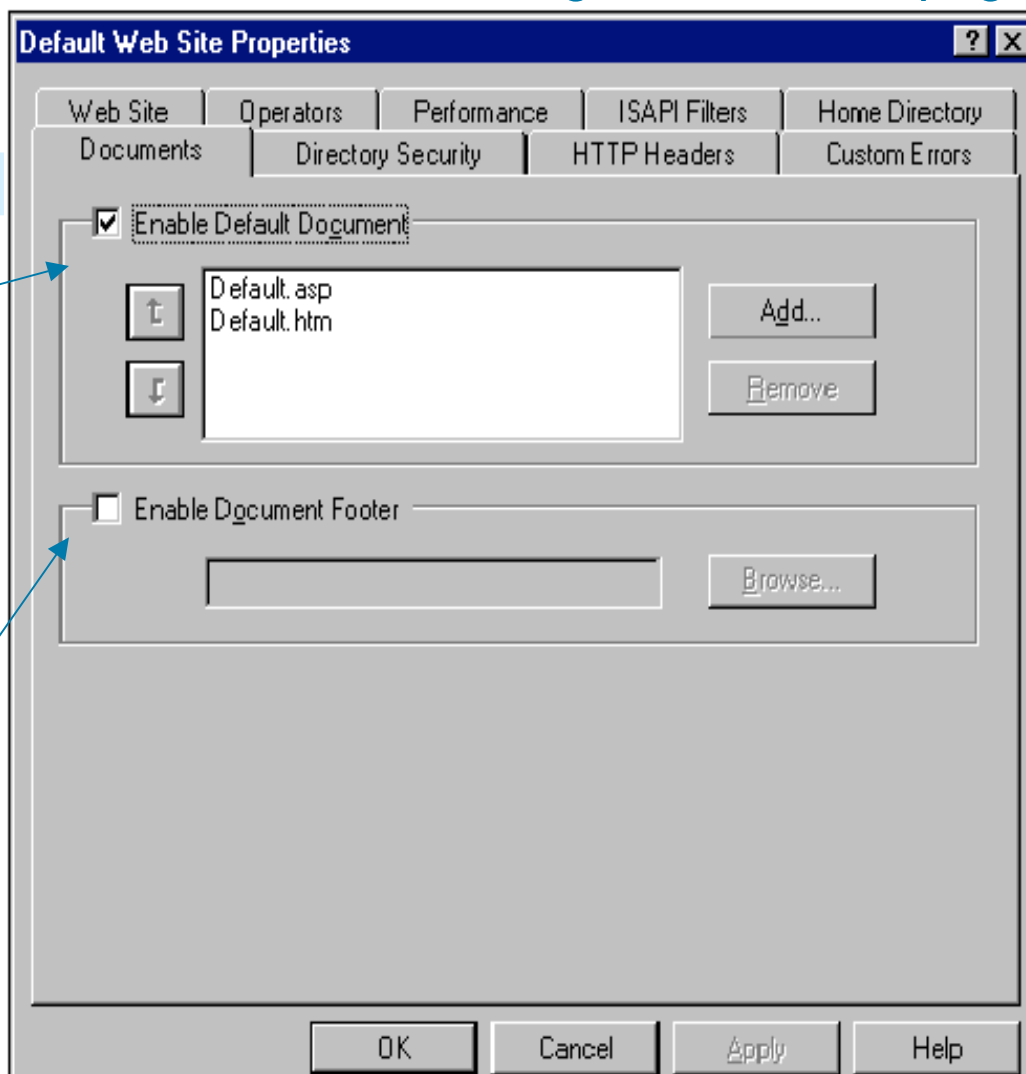 Default Web Site Properties
Web Site Operators Performance ISAPI Filters Home Directory
Documents Directory Security HTTP Headers Custom Errors
Enable Default Document
Default.asp
Default.htm
Add...
Remove
Enable Document Footer
Browse...
OK Cancel Apply Help